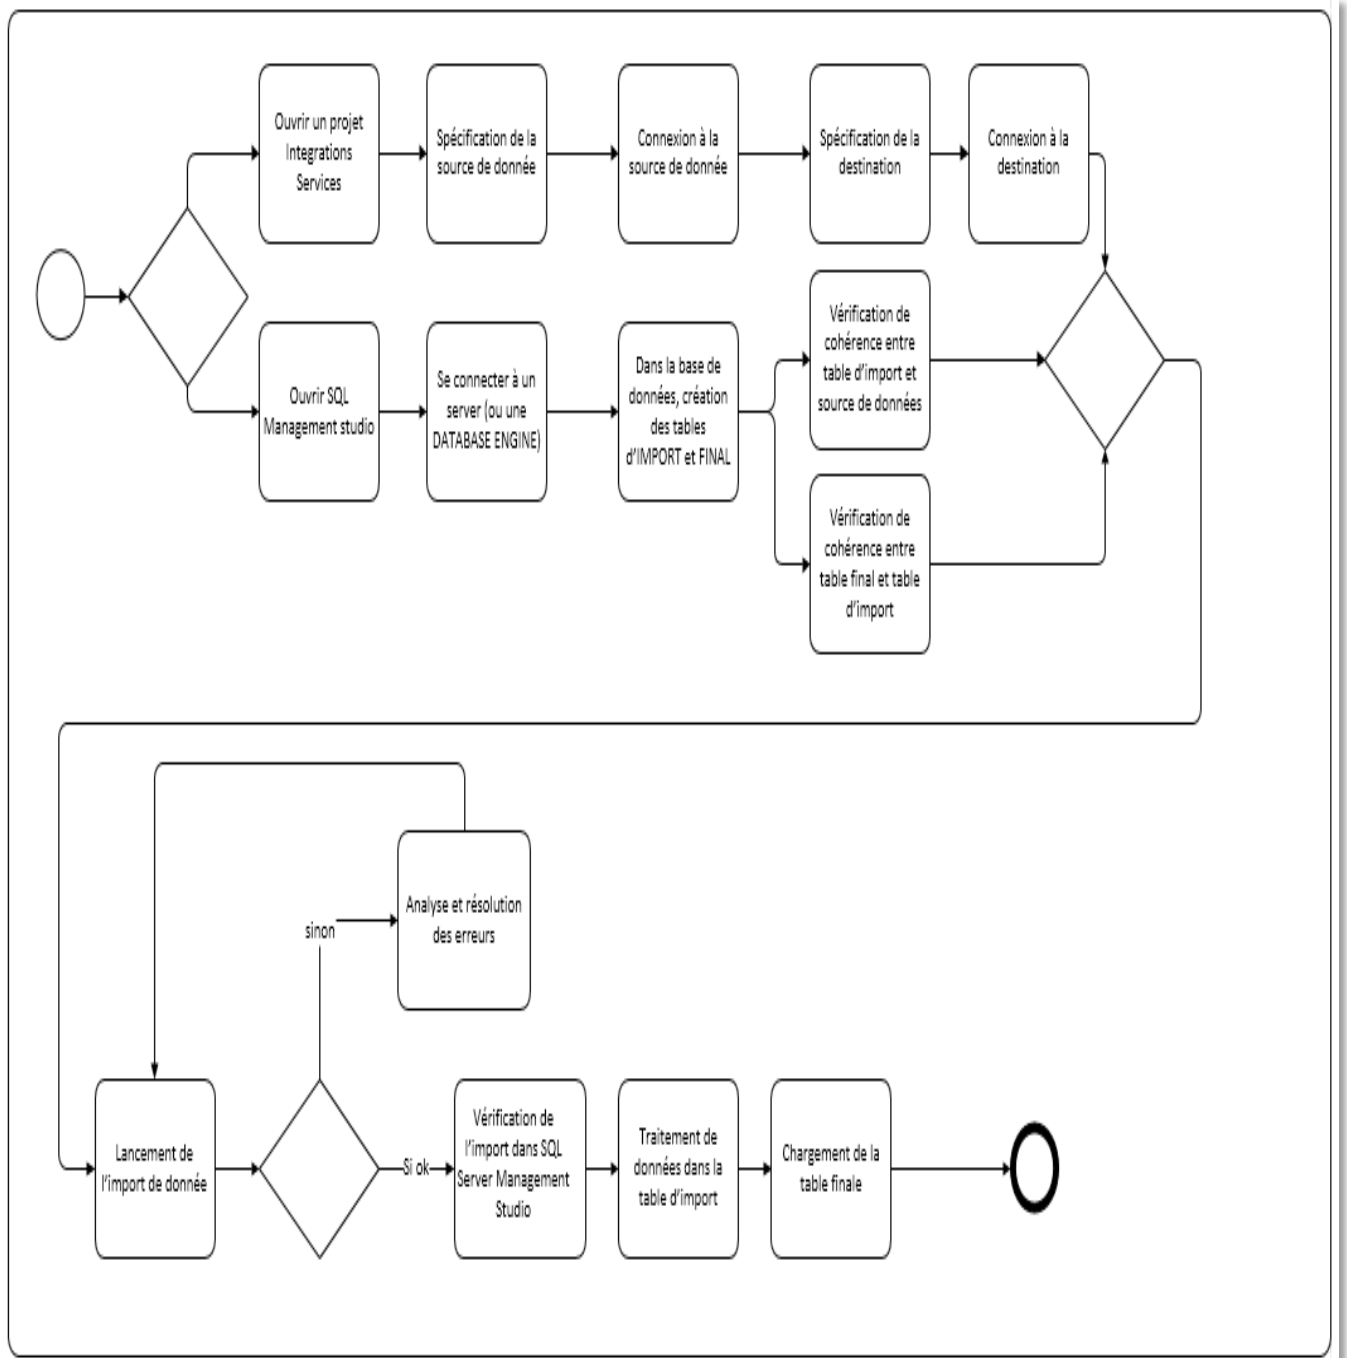 Ouvrir un projet
Integrations
Services
Spécification de la
source de donnée
Connexion à la
source de donnée
Spécification de la
destination
Connexion à la
destination
Ouvrir SQL
Management studio
Se connecter à un
server (ou une
DATABASE ENGINE)
Dans la base de
données, création
des tables
d'IMPORT et FINAL
Vérification de
cohérence entre
table d'import et
source de données
Vérification de
cohérence entre
table final et table
d'import
Analyse et résolution
des erreurs
sinon
Lancement de
l'import de donnée
Si ok
Vérification de
l'import dans SQL
Server Management
Studio
Traitement de
données dans la
table d'import
Chargement de la
table finale